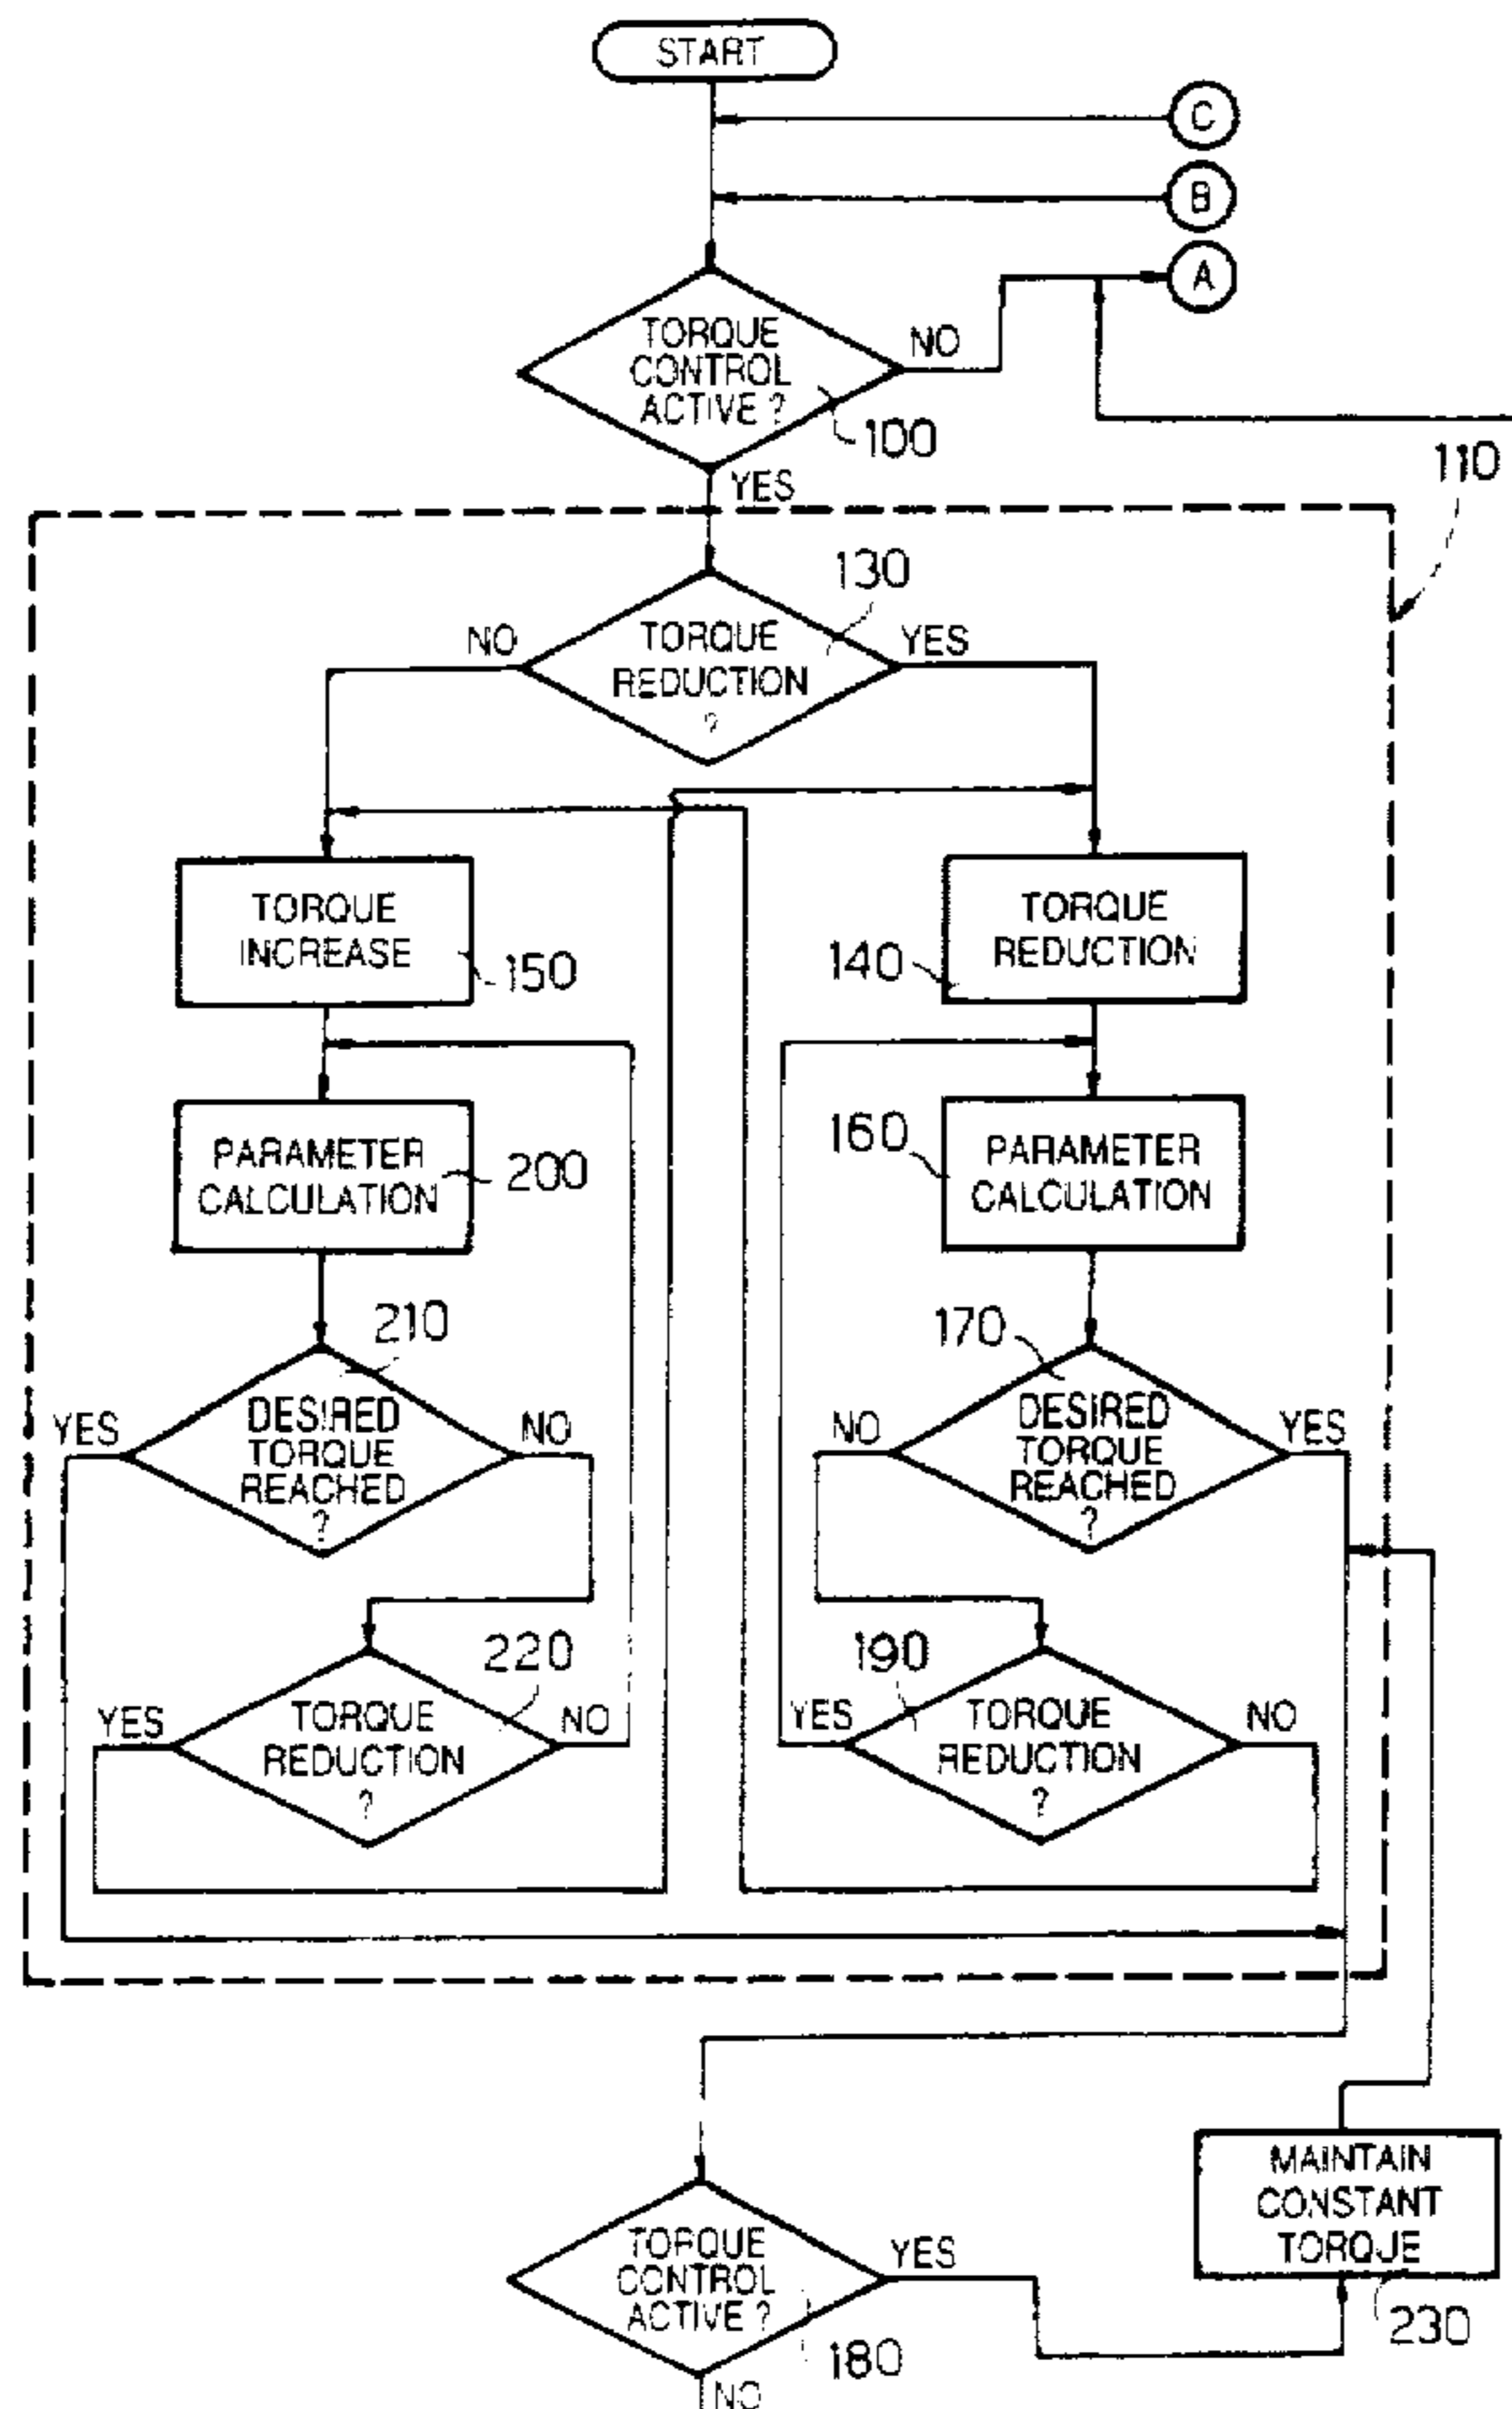 START
C
B
A
TORQUE
CONTROL
ACTIVE ?
NO
100
YES
110
130
NO
TORQUE
REDUCTION
?
YES
TORQUE
INCREASE
150
TORQUE
REDUCTION
140
PARAMETER
CALCULATION
200
160
PARAMETER
CALCULATION
210
170
YES
DESIRED
TORQUE
REACHED
?
NO
NO
DESIRED
TORQUE
REACHED
?
YES
220
190
YES
TORQUE
REDUCTION
?
NO
YES
TORQUE
REDUCTION
?
NO
MAINTAIN
CONSTANT
TORQUE
230
TORQUE
CONTROL
ACTIVE ?
YES
180
NO